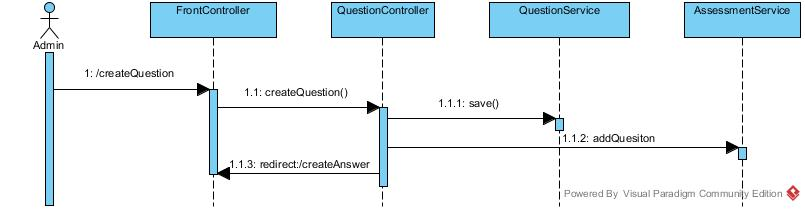 FrontController
QuestionController
QuestionService
AssessmentService
Admin
1: /createQuestion
1.1: createQuestion()
1.1.1: save()
1.1.2: addQuesiton
1.1.3: redirect:/createAnswer
Powered By Visual Paradigm Community Edition